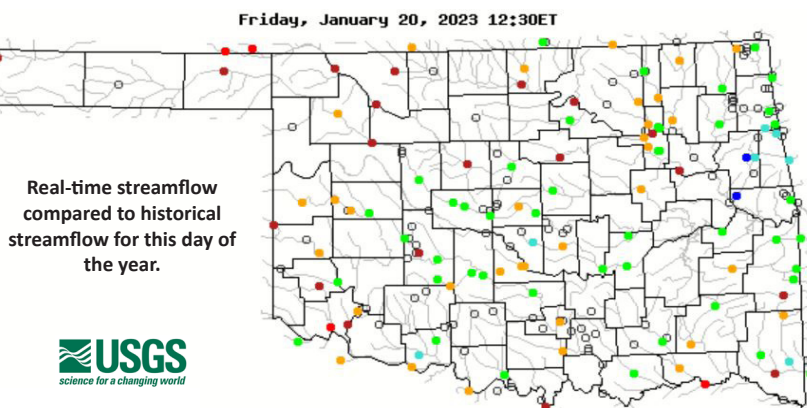 Friday, January 20, 2023 12:30ET
Real-time streamflow
compared to historical
streamflow for this day of
the year.
USGS
science for a changing world